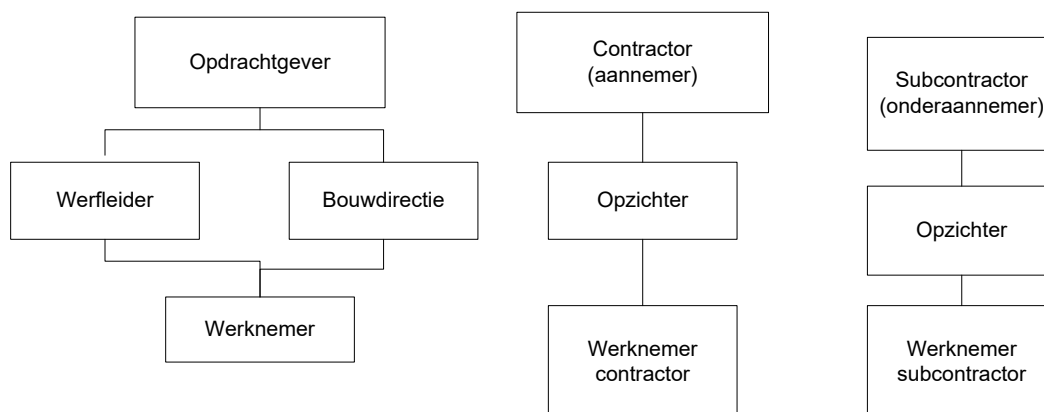 Opdrachtgever
Werfleider
Bouwdirectie
Werknemer
Contractor
(aannemer)
Opzichter
Werknemer
contractor
Subcontractor
(onderaannemer)
Opzichter
Werknemer
subcontractor